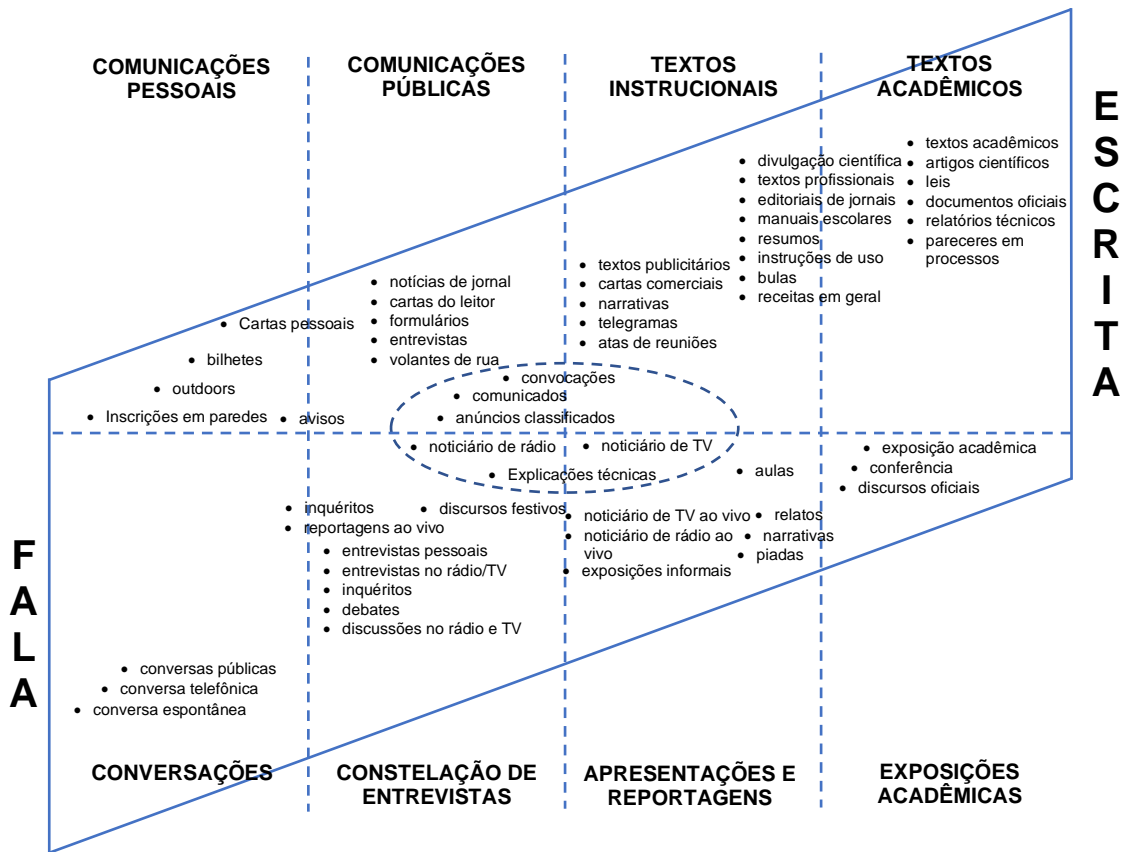 COMUNICAÇÕES
PESSOAIS
COMUNICAÇÕES
PÚBLICAS
TEXTOS
INSTRUCIONAIS
TEXTOS
ACADÊMICOS
E
S
C
R
I
T
A
• textos acadêmicos
• artigos científicos
• leis
• documentos oficiais
• relatórios técnicos
• pareceres em
processos
• divulgação científica
• textos profissionais
• editoriais de jornais
• manuais escolares
• resumos
• instruções de uso
• bulas
• receitas em geral
• textos publicitários
• cartas comerciais
• narrativas
• telegramas
• atas de reuniões
• notícias de jornal
• cartas do leitor
• formulários
• entrevistas
• volantes de rua
• Cartas pessoais
• bilhetes
• outdoors
• Inscrições em paredes
• avisos
• convocações
• comunicados
• anúncios classificados
• noticiário de rádio
• noticiário de TV
• Explicações técnicas
• aulas
• exposição acadêmica
• conferência
• discursos oficiais
• inquéritos
• reportagens ao vivo
• discursos festivos
• entrevistas pessoais
• entrevistas no rádio/TV
• inquéritos
• debates
• discussões no rádio e TV
• noticiário de TV ao vivo
• noticiário de rádio ao
vivo
• exposições informais
• relatos
• narrativas
• piadas
F
A
L
A
• conversas públicas
• conversa telefônica
• conversa espontânea
CONVERSAÇÕES
CONSTELAÇÃO DE
ENTREVISTAS
APRESENTAÇÕES E
REPORTAGENS
EXPOSIÇÕES
ACADÊMICAS